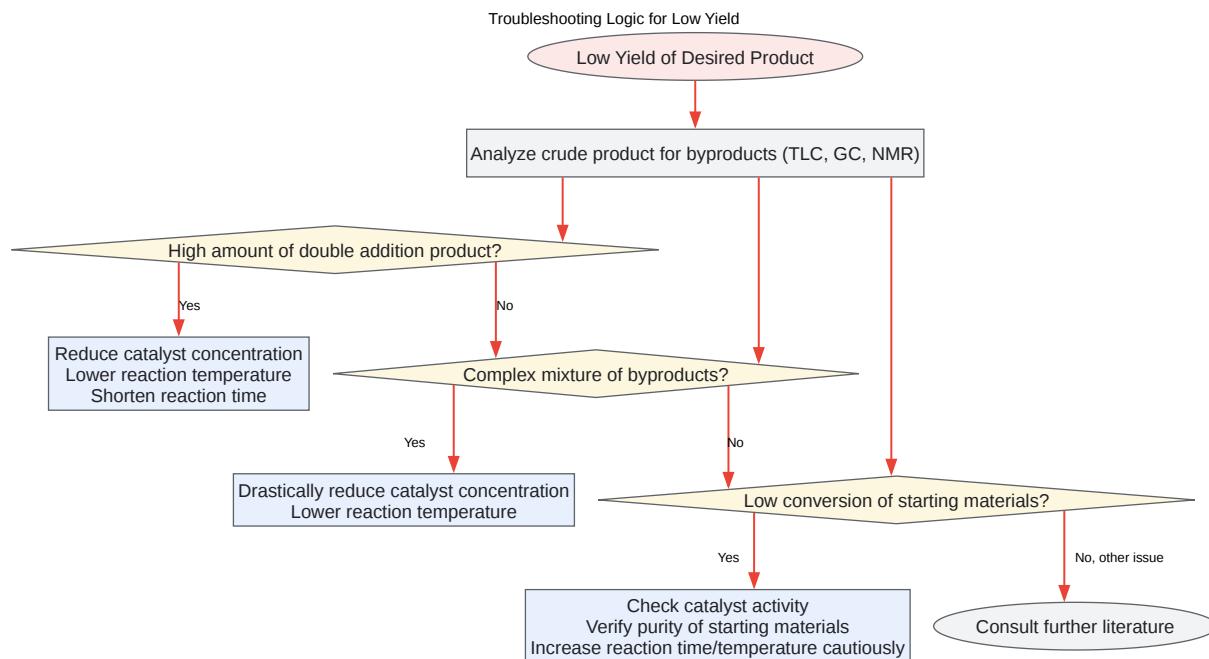 Troubleshooting Logic for Low Yield
Low Yield of Desired Product
Analyze crude product for byproducts (TLC, GC, NMR)
High amount of double addition product?
Yes
No
Reduce catalyst concentration
Lower reaction temperature
Shorten reaction time
Complex mixture of byproducts?
Yes
No
Drastically reduce catalyst concentration
Lower reaction temperature
Low conversion of starting materials?
Yes
No, other issue
Check catalyst activity
Verify purity of starting materials
Increase reaction time/temperature cautiously
Consult further literature